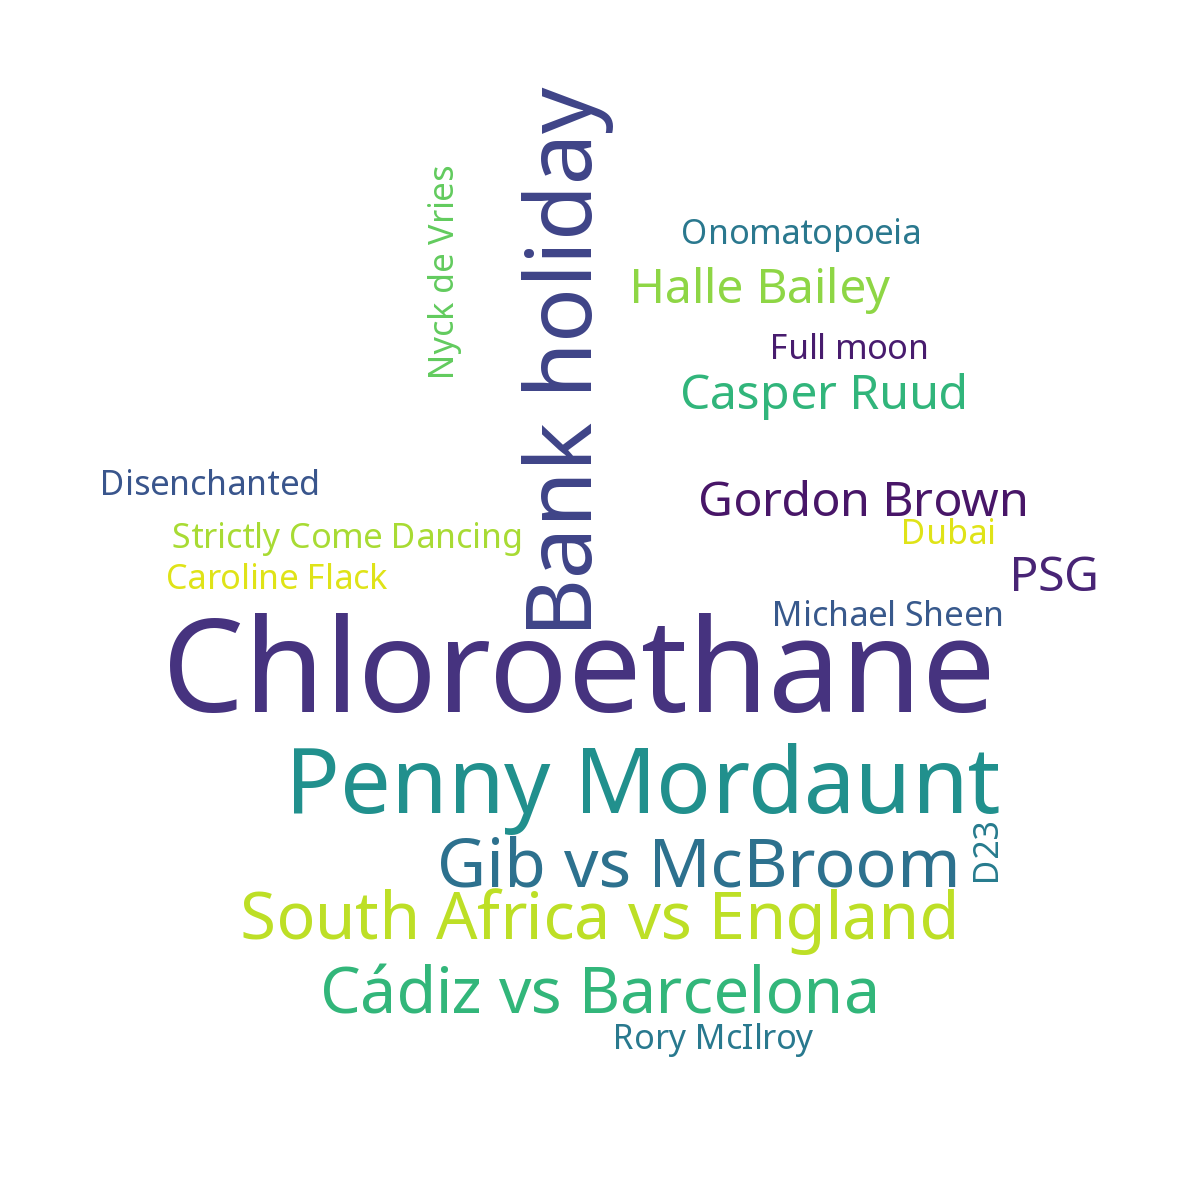 Bank holiday
Nyck de Vries
Onomatopoeia
Halle Bailey
Full moon
Casper Ruud
Disenchanted
Gordon Brown
Strictly Come Dancing
Dubai
Caroline Flack
PSG
Michael Sheen
Chloroethane
Penny Mordaunt
Gib vs McBroom
D23
South Africa vs England
Cádiz vs Barcelona
Rory McIlroy